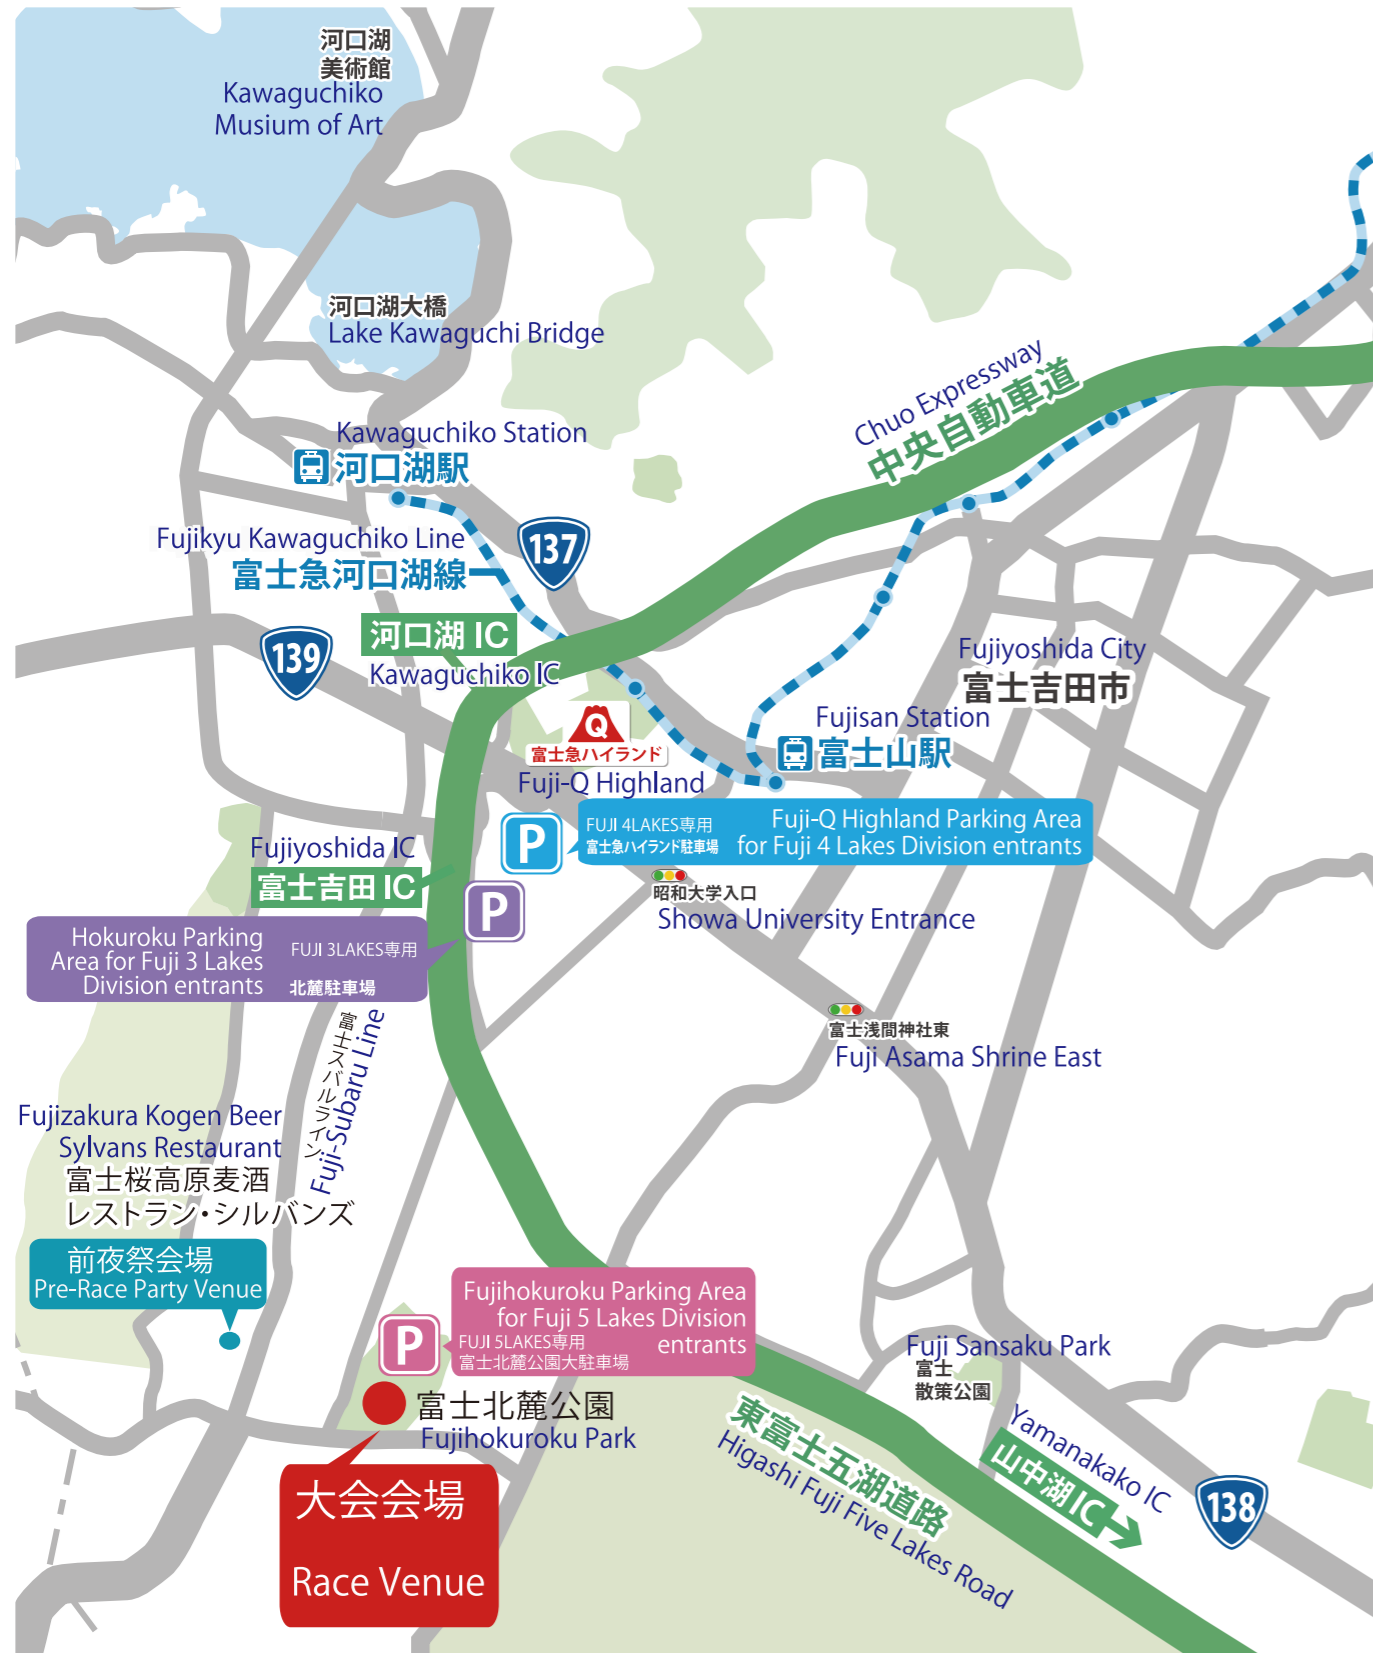 河口湖
美術館
Kawaguchiko
Musium of Art
河口湖大橋
Lake Kawaguchi Bridge
Chuo Expressway
中央自動車道
Kawaguchiko Station
河口湖駅
Fujikyu Kawaguchiko Line
富士急河口湖線
137
139
河口湖 IC
Kawaguchiko IC
Fujiyoshida City
富士吉田市
Fujisan Station
富士山駅
Q
富士急ハイランド
Fuji-Q Highland
P
FUJI 4LAKES専用
富士急ハイランド駐車場
Fuji-Q Highland Parking Area
for Fuji 4 Lakes Division entrants
Fujiyoshida IC
富士吉田 IC
昭和大学入口
Showa University Entrance
P
Hokuroku Parking
Area for Fuji 3 Lakes
Division entrants
FUJI 3LAKES専用
北麓駐車場
富士浅間神社東
Fuji Asama Shrine East
富士スバルライン
Fuji-Subaru Line
Fujizakura Kogen Beer
Sylvans Restaurant
富士桜高原麦酒
レストラン・シルバンズ
前夜祭会場
Pre-Race Party Venue
P
Fujihokuroku Parking Area
for Fuji 5 Lakes Division
entrants
FUJI 5LAKES専用
富士北麓公園大駐車場
Fuji Sansaku Park
富士
散策公園
富士北麓公園
Fujihokuroku Park
東富士五湖道路
Higashi Fuji Five Lakes Road
Yamanakako IC
山中湖 IC
138
大会会場
Race Venue